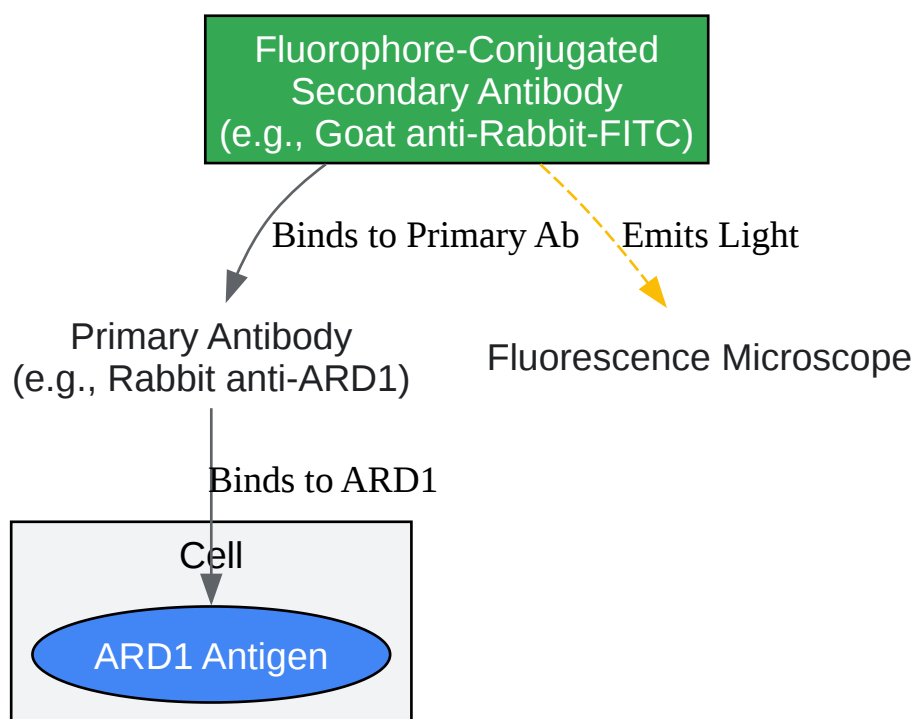 Fluorophore-Conjugated
Secondary Antibody
(e.g., Goat anti-Rabbit-FITC)
Binds to Primary Ab
Emits Light
Primary Antibody
(e.g., Rabbit anti-ARD1)
Fluorescence Microscope
Binds to ARD1
Cell
ARD1 Antigen